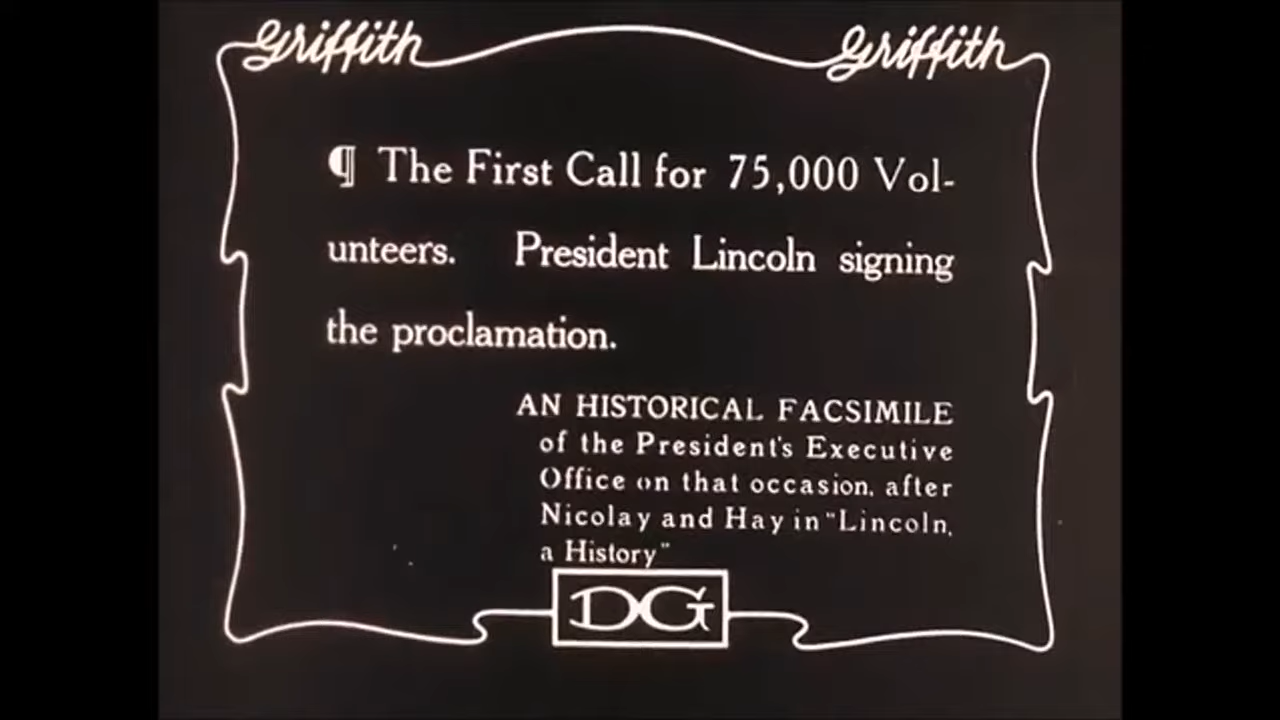 Griffith Griffith
¶ The First Call for 75,000 Vol-
unteers. President Lincoln signing
the proclamation.
AN HISTORICAL FACSIMILE
of the President's Executive
Office on that occasion, after
Nicolay and Hay in "Lincoln,
a History"
DG